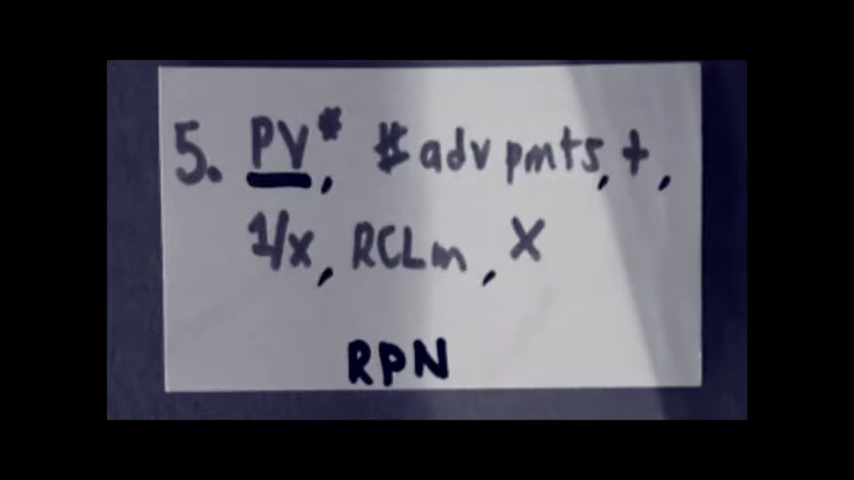 5. PV*, # adv pmts, +,
1/x, RCLm, X
RPN